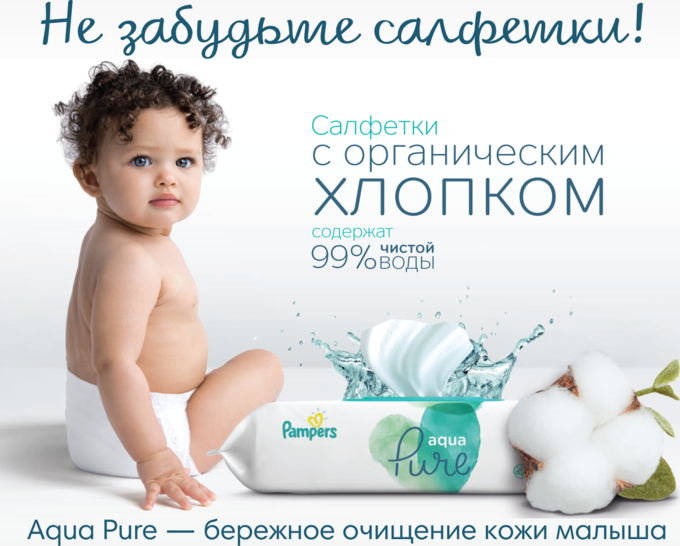 Не забудьте салфетки!
Салфетки
с органическим
хлопком
содержат
99% чистой
воды
Pampers
aqua
Pure
Aqua Pure — бережное очищение кожи малыша